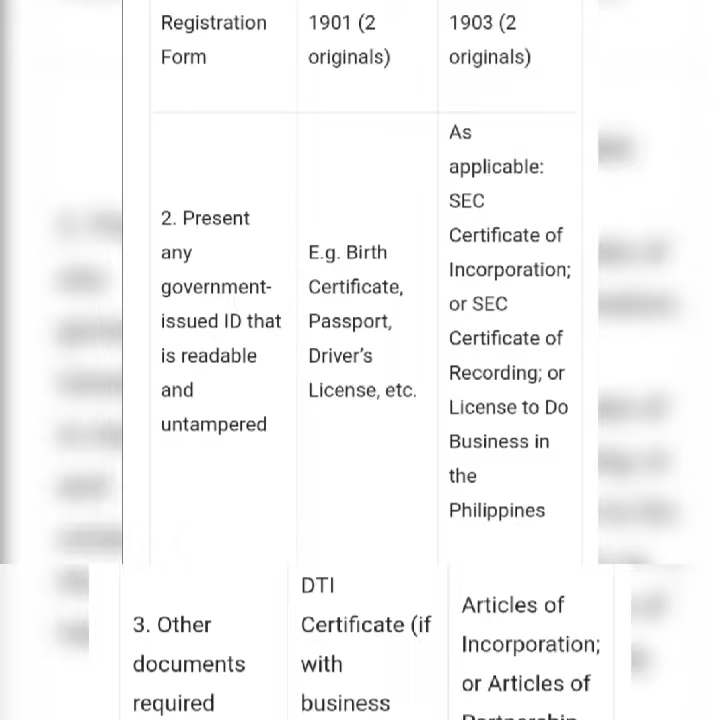 Registration
Form
1901 (2
originals)
1903 (2
originals)
2. Present
any
government-
issued ID that
is readable
and
untampered
E.g. Birth
Certificate,
Passport,
Driver's
License, etc.
As
applicable:
SEC
Certificate of
Incorporation;
or SEC
Certificate of
Recording; or
License to Do
Business in
the
Philippines
3. Other
documents
required
DTI
Certificate (if
with
business
Articles of
Incorporation;
or Articles of